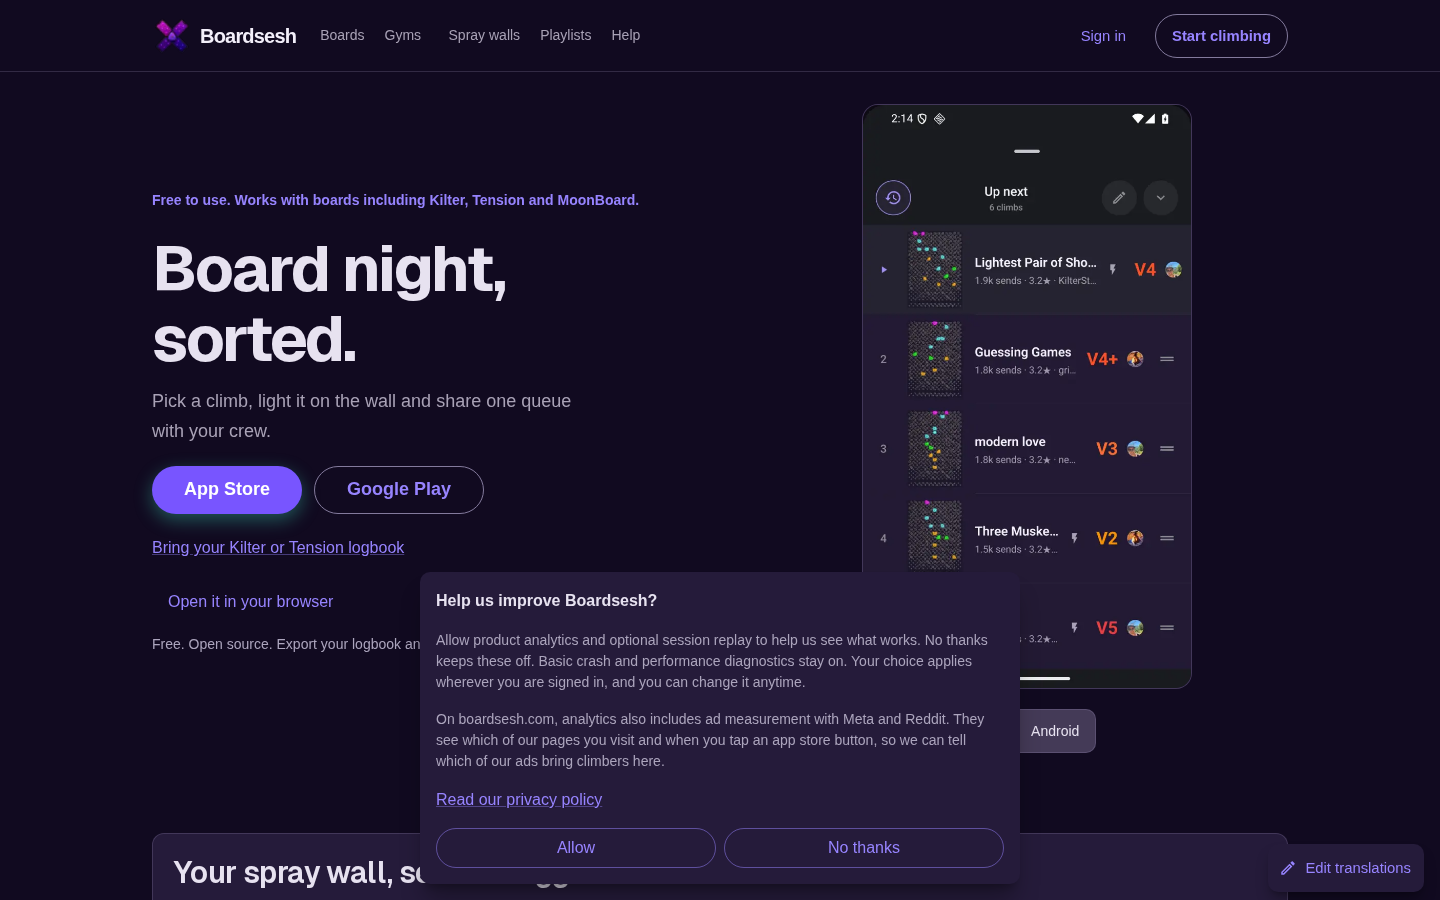 Boardsesh
Boards
Gyms
Spray walls
Playlists
Help
Sign in
Start climbing
Free to use. Works with boards including Kilter, Tension and MoonBoard.
Board night,
sorted.
Pick a climb, light it on the wall and share one queue
with your crew.
App Store
Google Play
Bring your Kilter or Tension logbook
Open it in your browser
Free. Open source. Export your logbook an
2:14
Up next
6 climbs
Lightest Pair of Sho...
1.9k sends · 3.2★ · KilterSt...
V4
2
Guessing Games
1.8k sends · 3.2★ · gri...
V4+
3
modern love
1.8k sends · 3.2★ · ne...
V3
4
Three Muske...
1.5k sends · 3.2★...
V2
· 3.2★...
V5
Android
Help us improve Boardsesh?
Allow product analytics and optional session replay to help us see what works. No thanks
keeps these off. Basic crash and performance diagnostics stay on. Your choice applies
wherever you are signed in, and you can change it anytime.
On boardsesh.com, analytics also includes ad measurement with Meta and Reddit. They
see which of our pages you visit and when you tap an app store button, so we can tell
which of our ads bring climbers here.
Read our privacy policy
Allow
No thanks
Your spray wall,
Edit translations